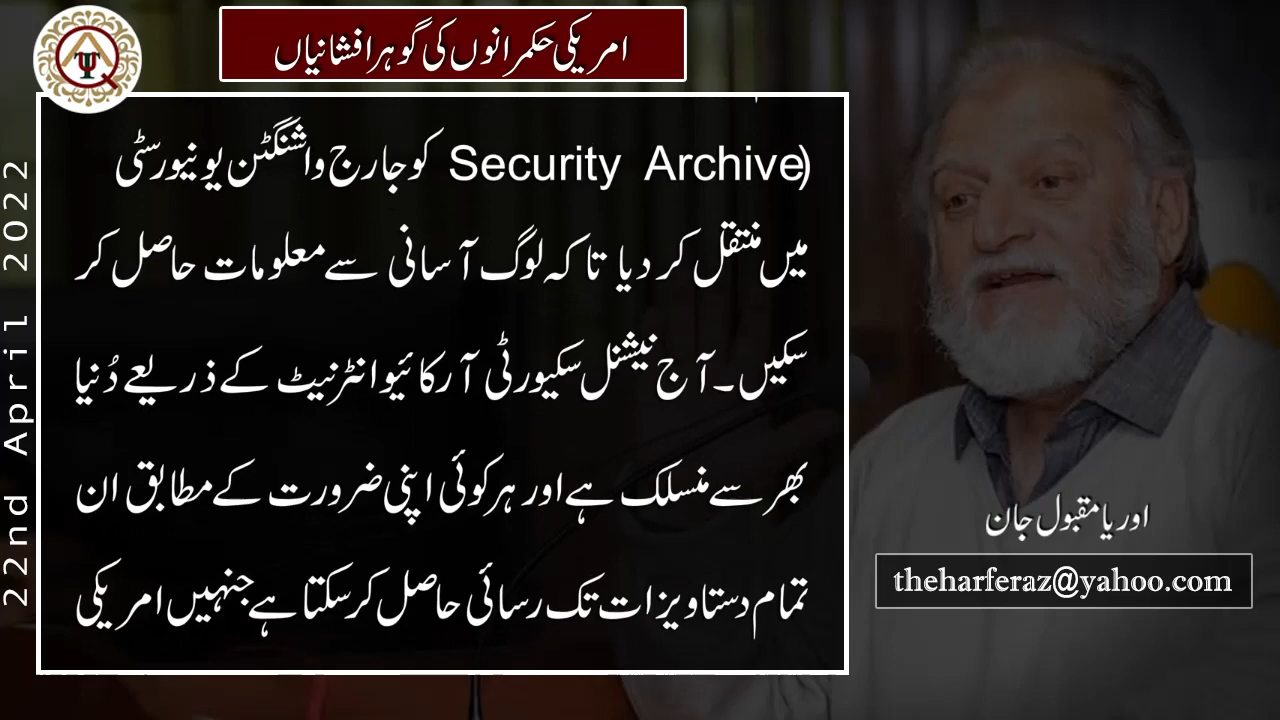 امریکی حکمرانوں کی گوہر افشانیاں
Security Archive) کو جارج واشنگٹن یونیورسٹی
میں منتقل کر دیا تاکہ لوگ آسانی سے معلومات حاصل کر
سکیں۔ آج نیشنل سکیورٹی آرکائیو انٹرنیٹ کے ذریعے دُنیا
بھر سے منسلک ہے اور ہر کوئی اپنی ضرورت کے مطابق ان
تمام دستاویزات تک رسائی حاصل کر سکتا ہے جنہیں امریکی
22nd April 2022
اوریا مقبول جان
theharferaz@yahoo.com